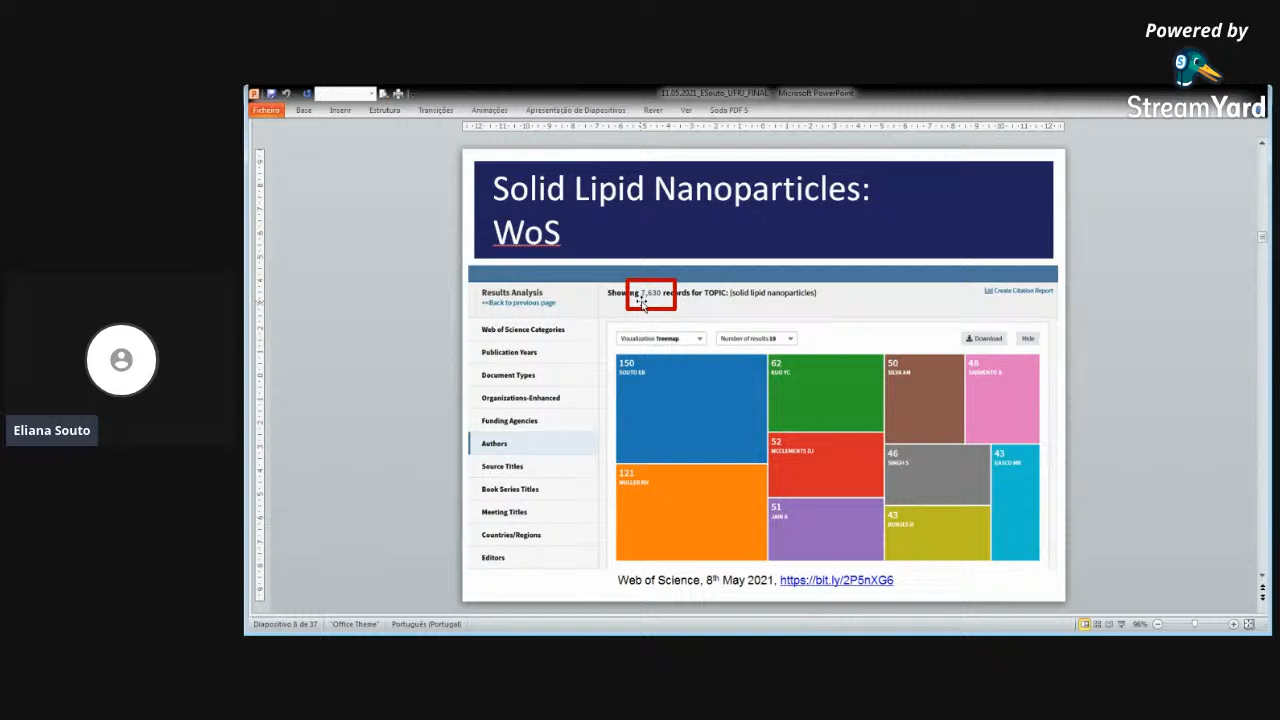 Powered by
StreamYard
11.05.2021_ESouto_UFRJ_FINAL - Microsoft PowerPoint
Ficheiro Base Inserir Estrutura Transições Animações Apresentação de Diapositivos Rever Ver Soda PDF 5
Solid Lipid Nanoparticles:
WoS
Results Analysis
<<Back to previous page
Showing 7,630 records for TOPIC: (solid lipid nanoparticles)
Create Citation Report
Web of Science Categories
Publication Years
Document Types
Organizations-Enhanced
Funding Agencies
Authors
Source Titles
Book Series Titles
Meeting Titles
Countries/Regions
Editors
Visualization Treemap
Number of results 10
Download
Hide
150
SOUTO EB
121
MULLER RH
62
KUO YC
52
MCCLEMENTS DJ
51
JAIN A
50
SILVA AM
48
SARMENTO B
46
SINGH S
43
BUNJES H
43
GASCO MR
Web of Science, 8th May 2021, https://bit.ly/2P5nXG6
Eliana Souto
Diapositivo 8 de 37 "Office Theme" Português (Portugal)
96%